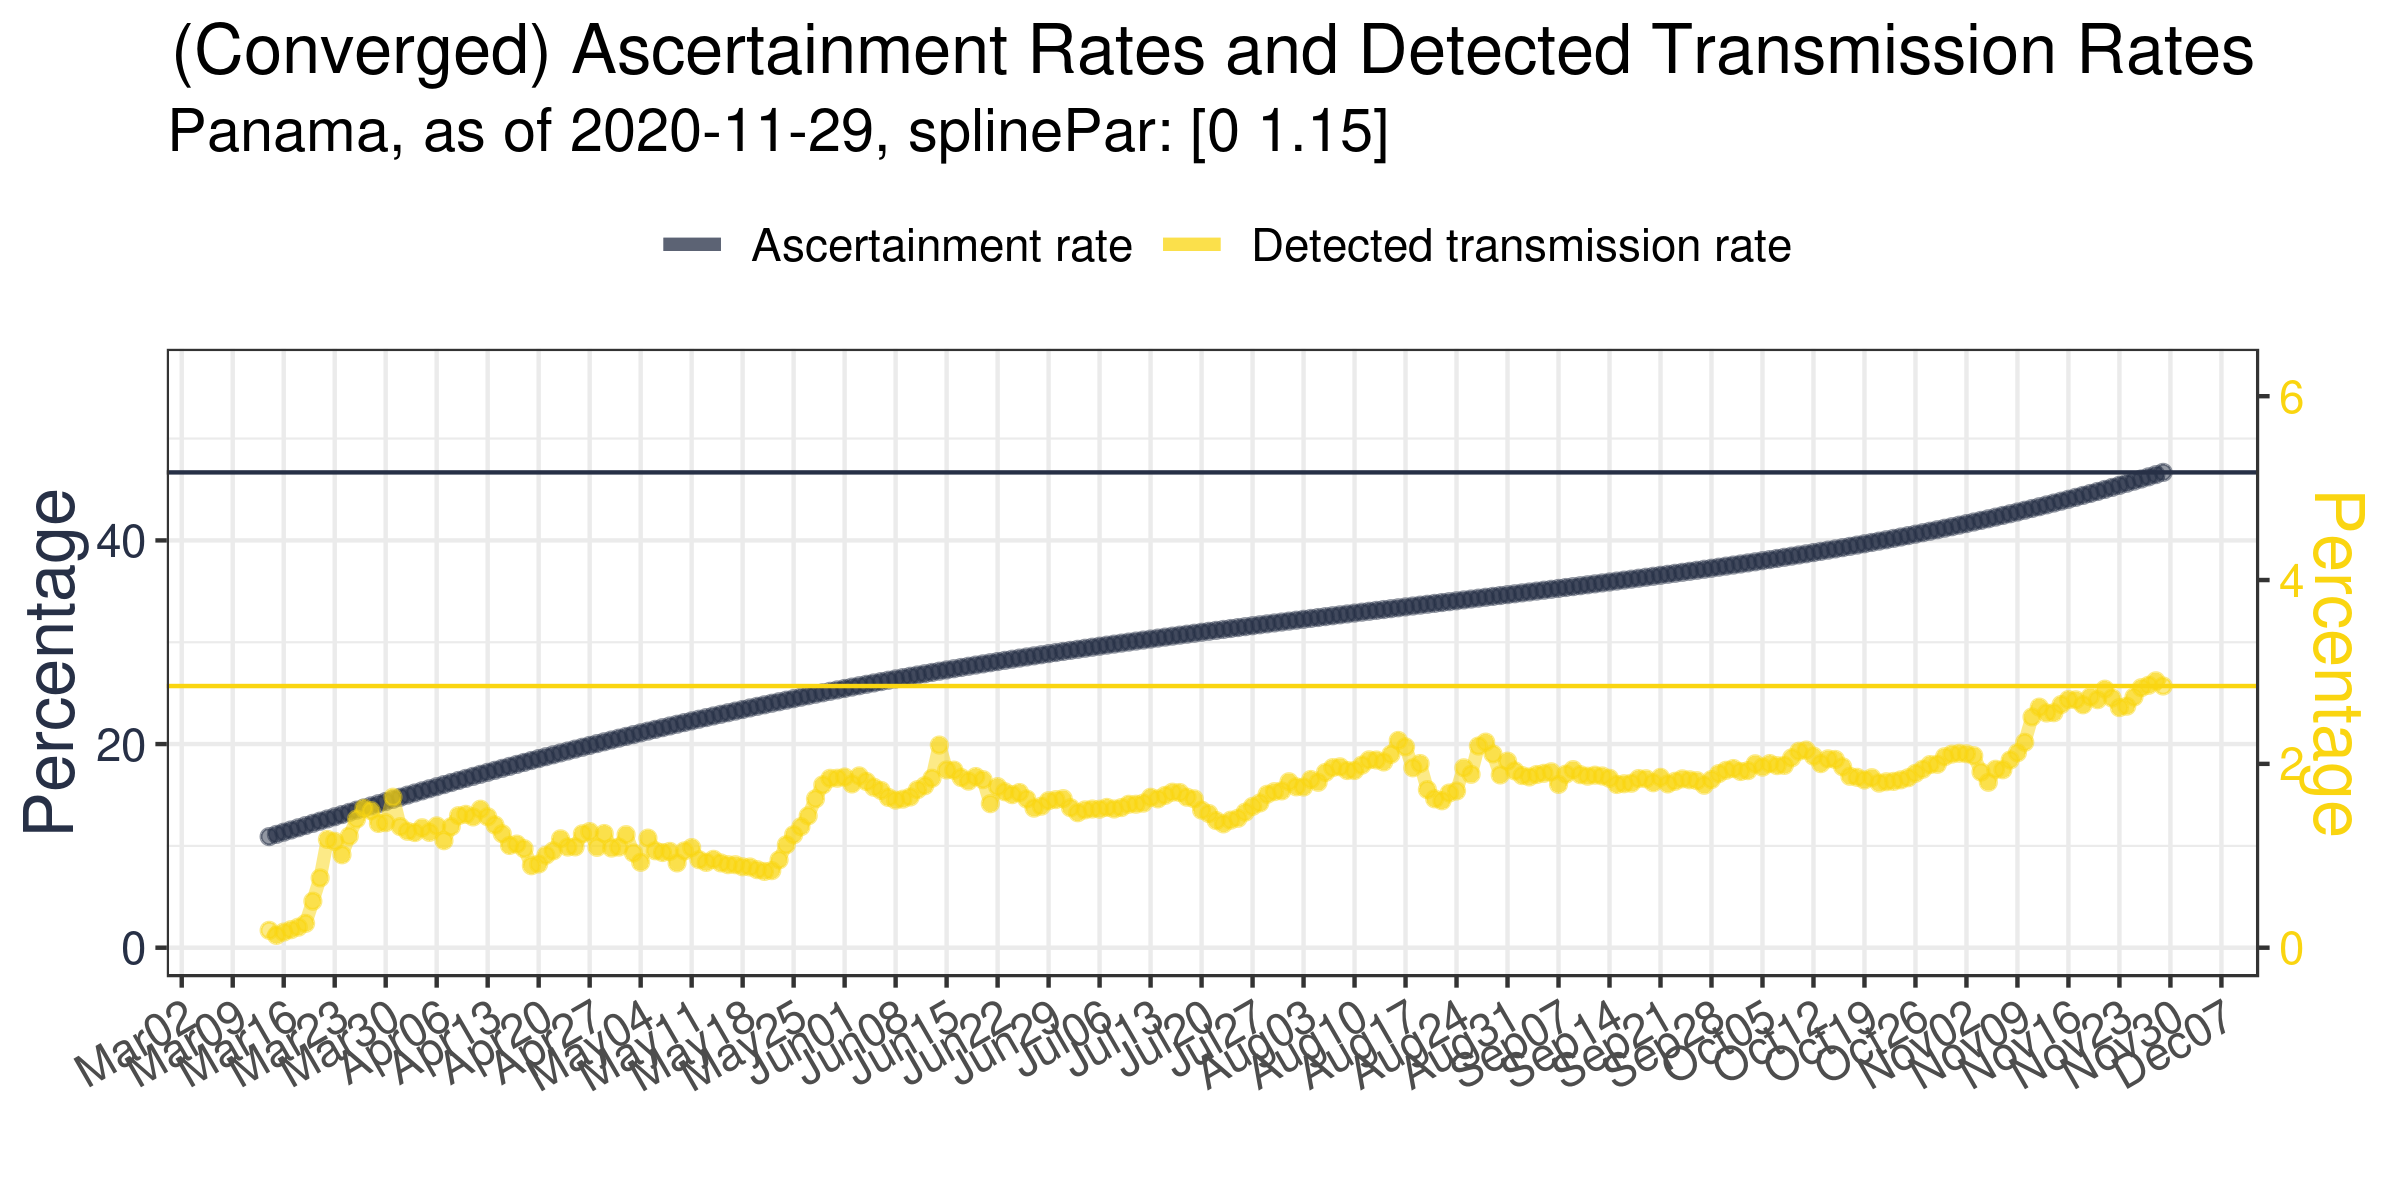 (Converged) Ascertainment Rates and Detected Transmission Rates
Panama, as of 2020-11-29, splinePar: [0 1.15]
Ascertainment rate
Detected transmission rate
Percentage
40
20
0
6
4
2
0
Percentage
Mar02
Mar09
Mar16
Mar23
Mar30
Apr06
Apr13
Apr20
Apr27
May04
May11
May18
May25
Jun01
Jun08
Jun15
Jun22
Jun29
Jul06
Jul13
Jul20
Jul27
Aug03
Aug10
Aug17
Aug24
Aug31
Sep07
Sep14
Sep21
Sep28
Oct05
Oct12
Oct19
Oct26
Nov02
Nov09
Nov16
Nov23
Nov30
Dec07